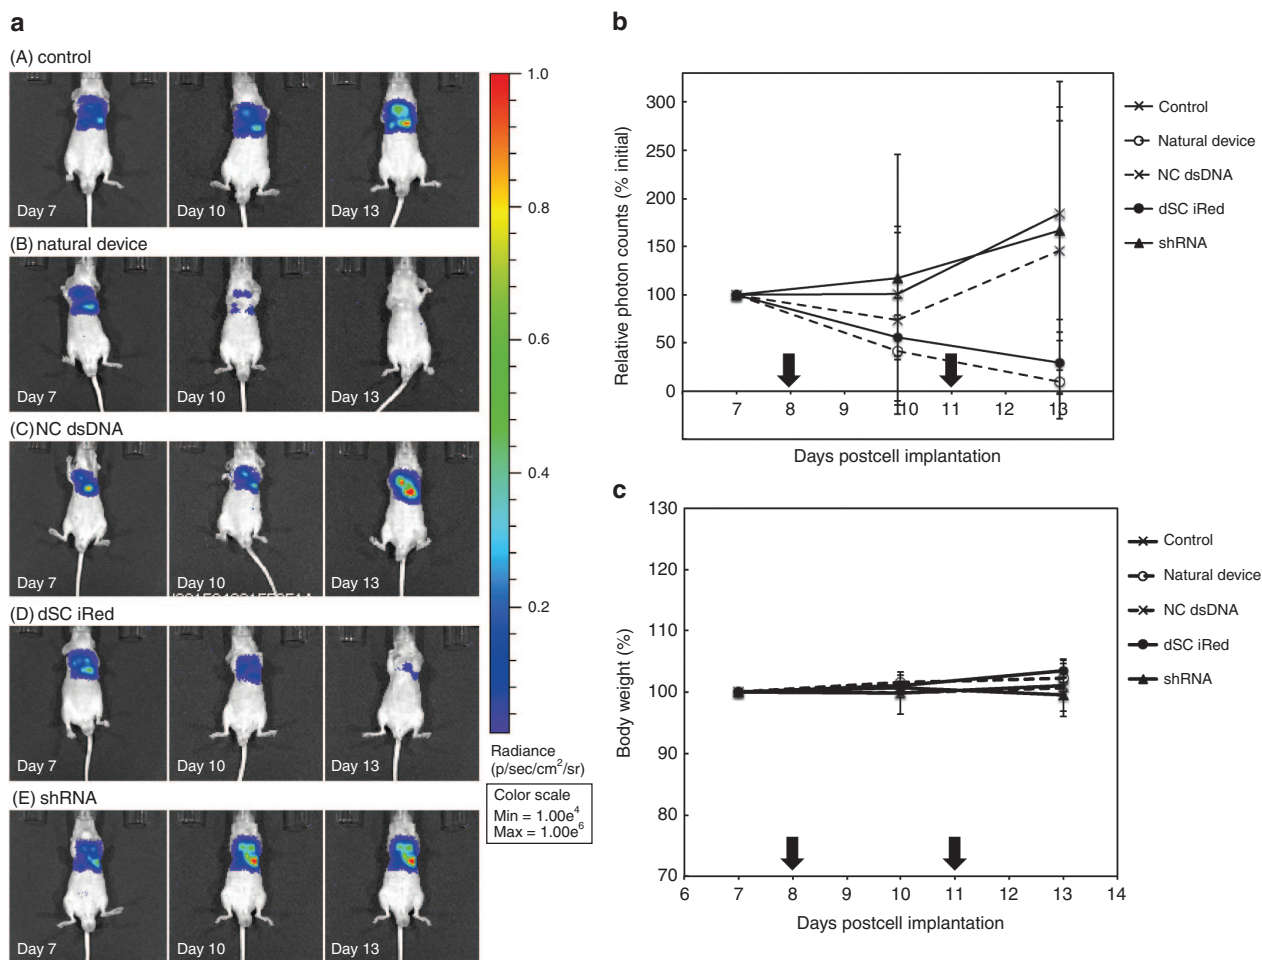 a
(A) control
Day 7
Day 10
Day 13
(B) natural device
Day 7
Day 10
Day 13
(C) NC dsDNA
Day 7
Day 10
Day 13
(D) dSC iRed
Day 7
Day 10
Day 13
(E) shRNA
Day 7
Day 10
Day 13
1.0
0.8
0.6
0.4
0.2
Radiance
(p/sec/cm²/sr)
Color scale
Min = 1.00e⁴
Max = 1.00e⁶
b
Relative photon counts (% initial)
300
250
200
150
100
50
0
7 8 9 10 11 12 13
Days postcell implantation
Control
Natural device
NC dsDNA
dSC iRed
shRNA
c
Body weight (%)
130
120
110
100
90
80
70
6 7 8 9 10 11 12 13 14
Days postcell implantation
Control
Natural device
NC dsDNA
dSC iRed
shRNA